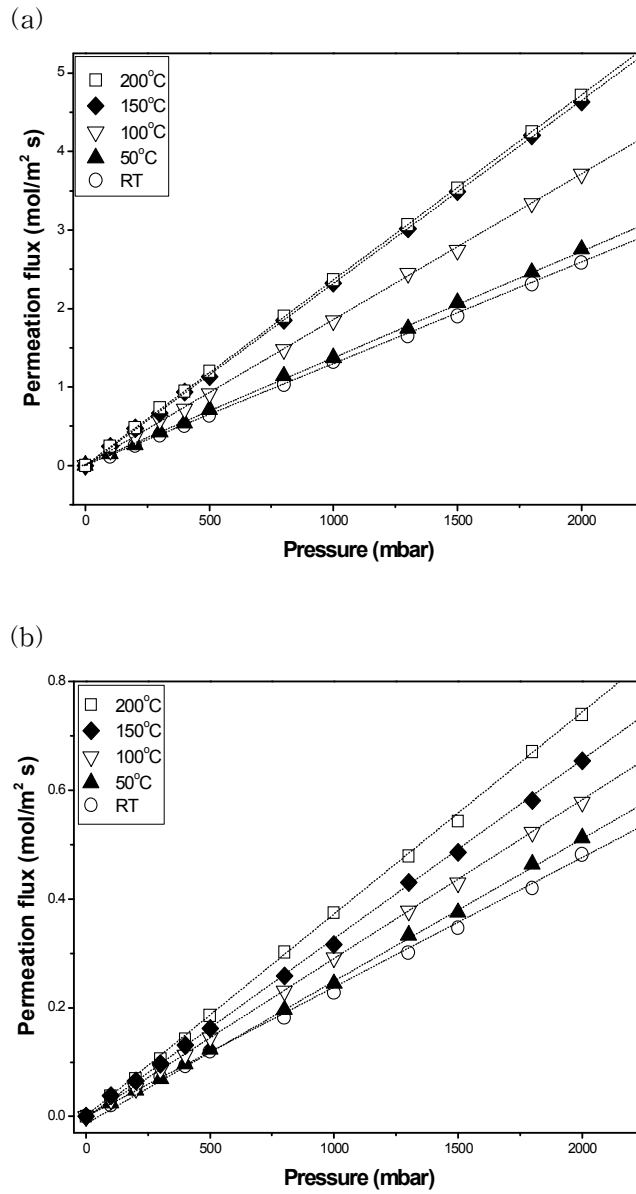 (a)
5
4
3
2
1
0
Permeation flux (mol/m² s)
200°C
150°C
100°C
50°C
RT
0
500
1000
1500
2000
Pressure (mbar)
(b)
0.8
0.6
0.4
0.2
0.0
Permeation flux (mol/m² s)
200°C
150°C
100°C
50°C
RT
0
500
1000
1500
2000
Pressure (mbar)